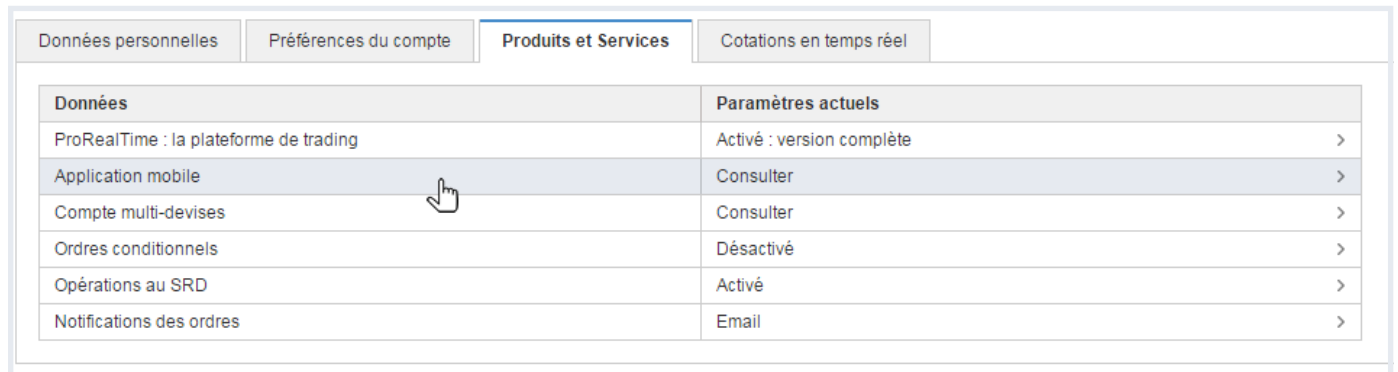 Données personnelles Préférences du compte Produits et Services Cotations en temps réel
Données Paramètres actuels
ProRealTime : la plateforme de trading Activé : version complète
Application mobile Consulter
Compte multi-devises Consulter
Ordres conditionnels Désactivé
Opérations au SRD Activé
Notifications des ordres Email